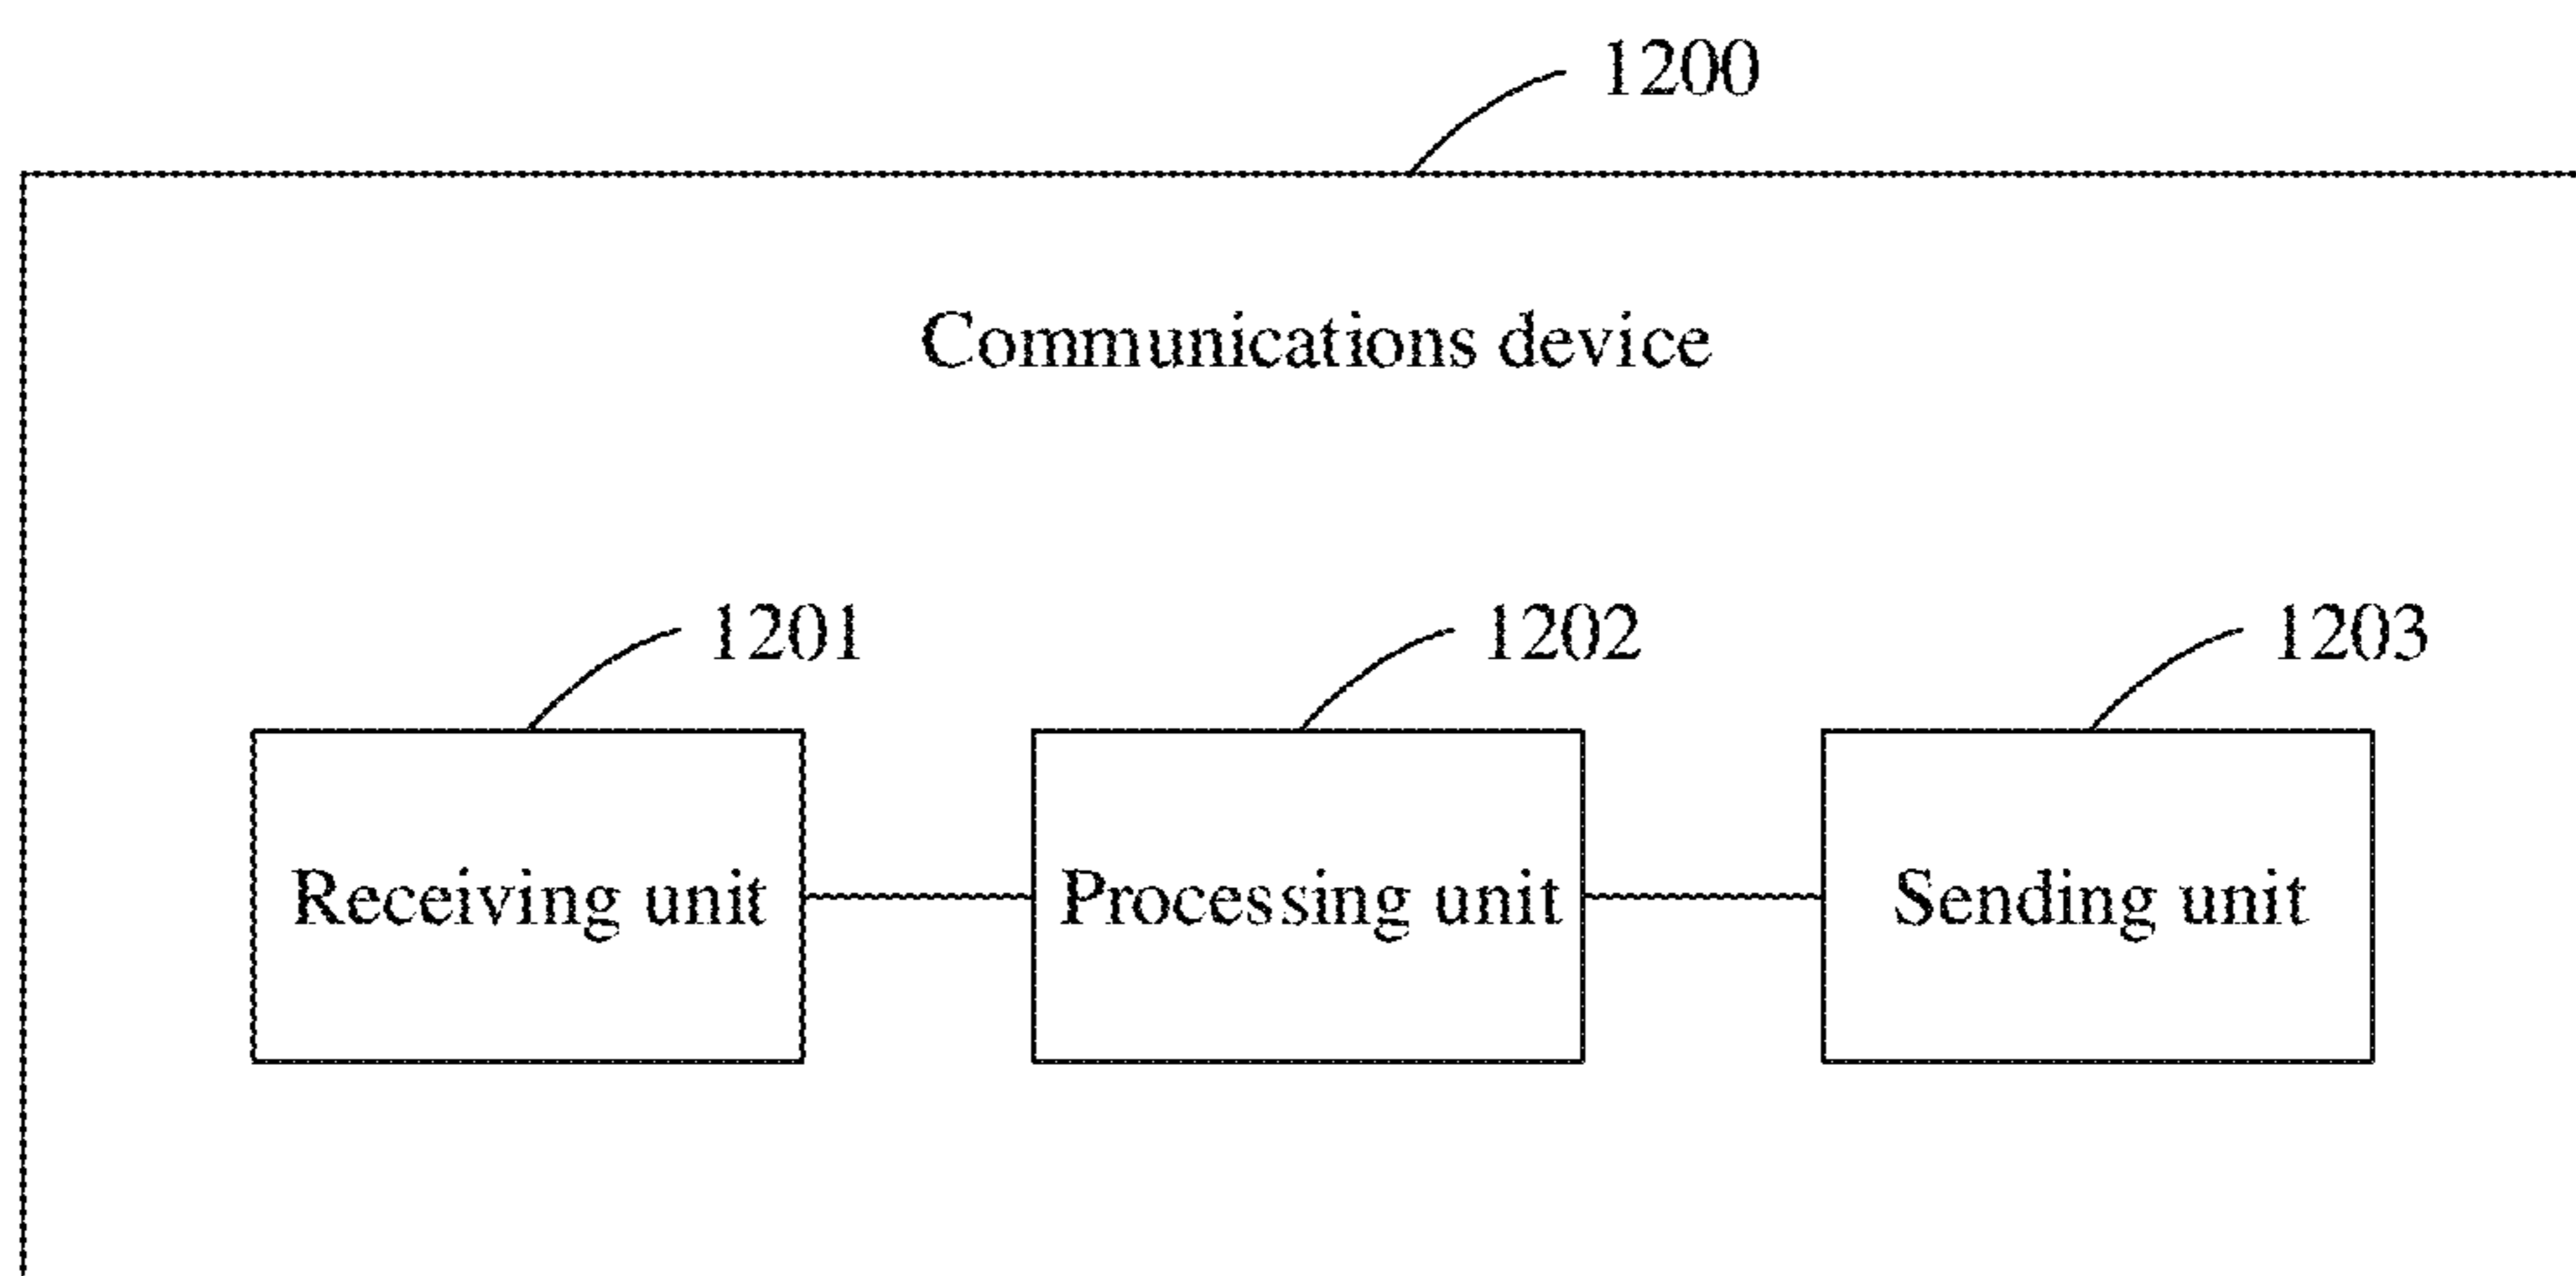 1200
Communications device
1201
1202
1203
Receiving unit
Processing unit
Sending unit